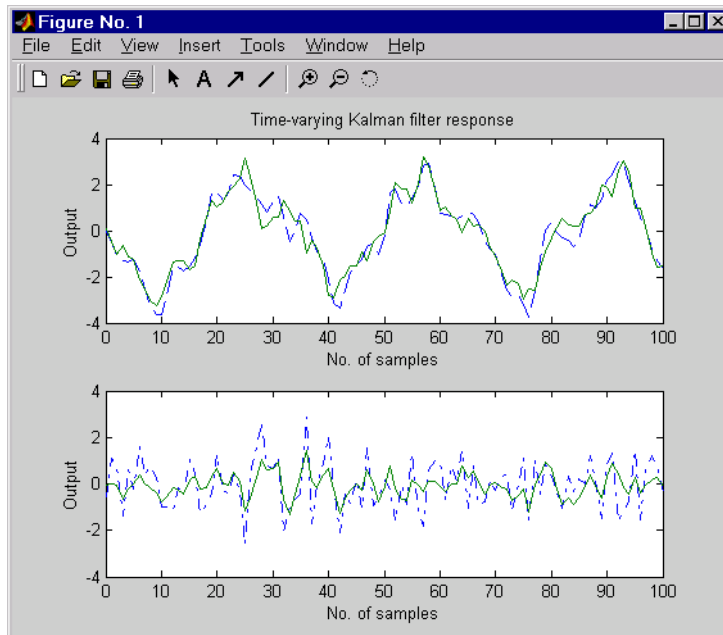 Figure No. 1
File Edit View Insert Tools Window Help
A
Time-varying Kalman filter response
4
2
0
-2
-4
Output
0 10 20 30 40 50 60 70 80 90 100
No. of samples
4
2
0
-2
-4
Output
0 10 20 30 40 50 60 70 80 90 100
No. of samples